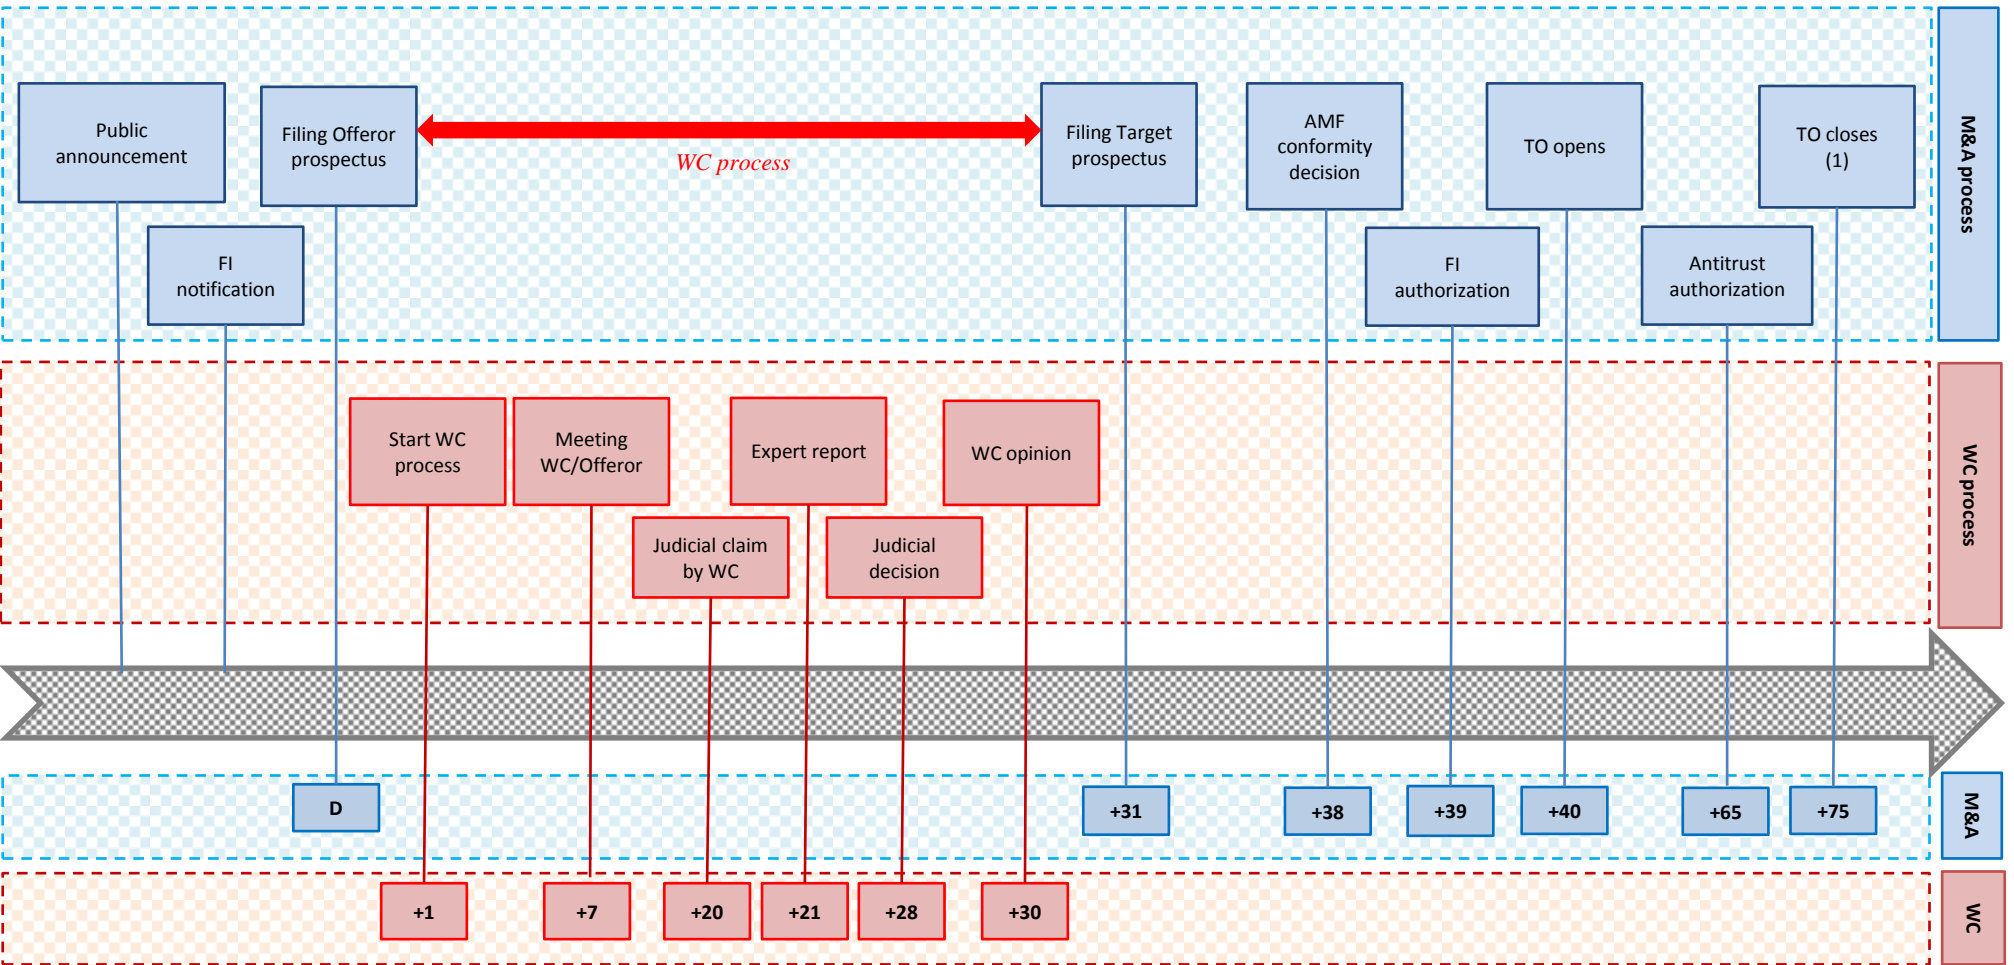 Public
announcement
Filing Offeror
prospectus
WC process
Filing Target
prospectus
AMF
conformity
decision
TO opens
TO closes
(1)
FI
notification
FI
authorization
Antitrust
authorization
M&A process
Start WC
process
Meeting
WC/Offeror
Expert report
WC opinion
Judicial claim
by WC
Judicial
decision
WC process
D
+31
+38
+39
+40
+65
+75
M&A
+1
+7
+20
+21
+28
+30
WC